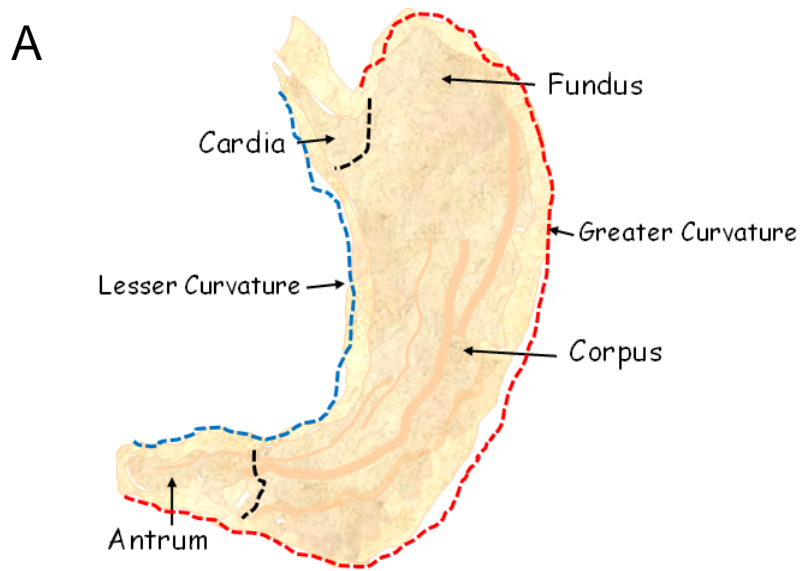 A
Fundus
Cardia
Greater Curvature
Lesser Curvature
Corpus
Antrum